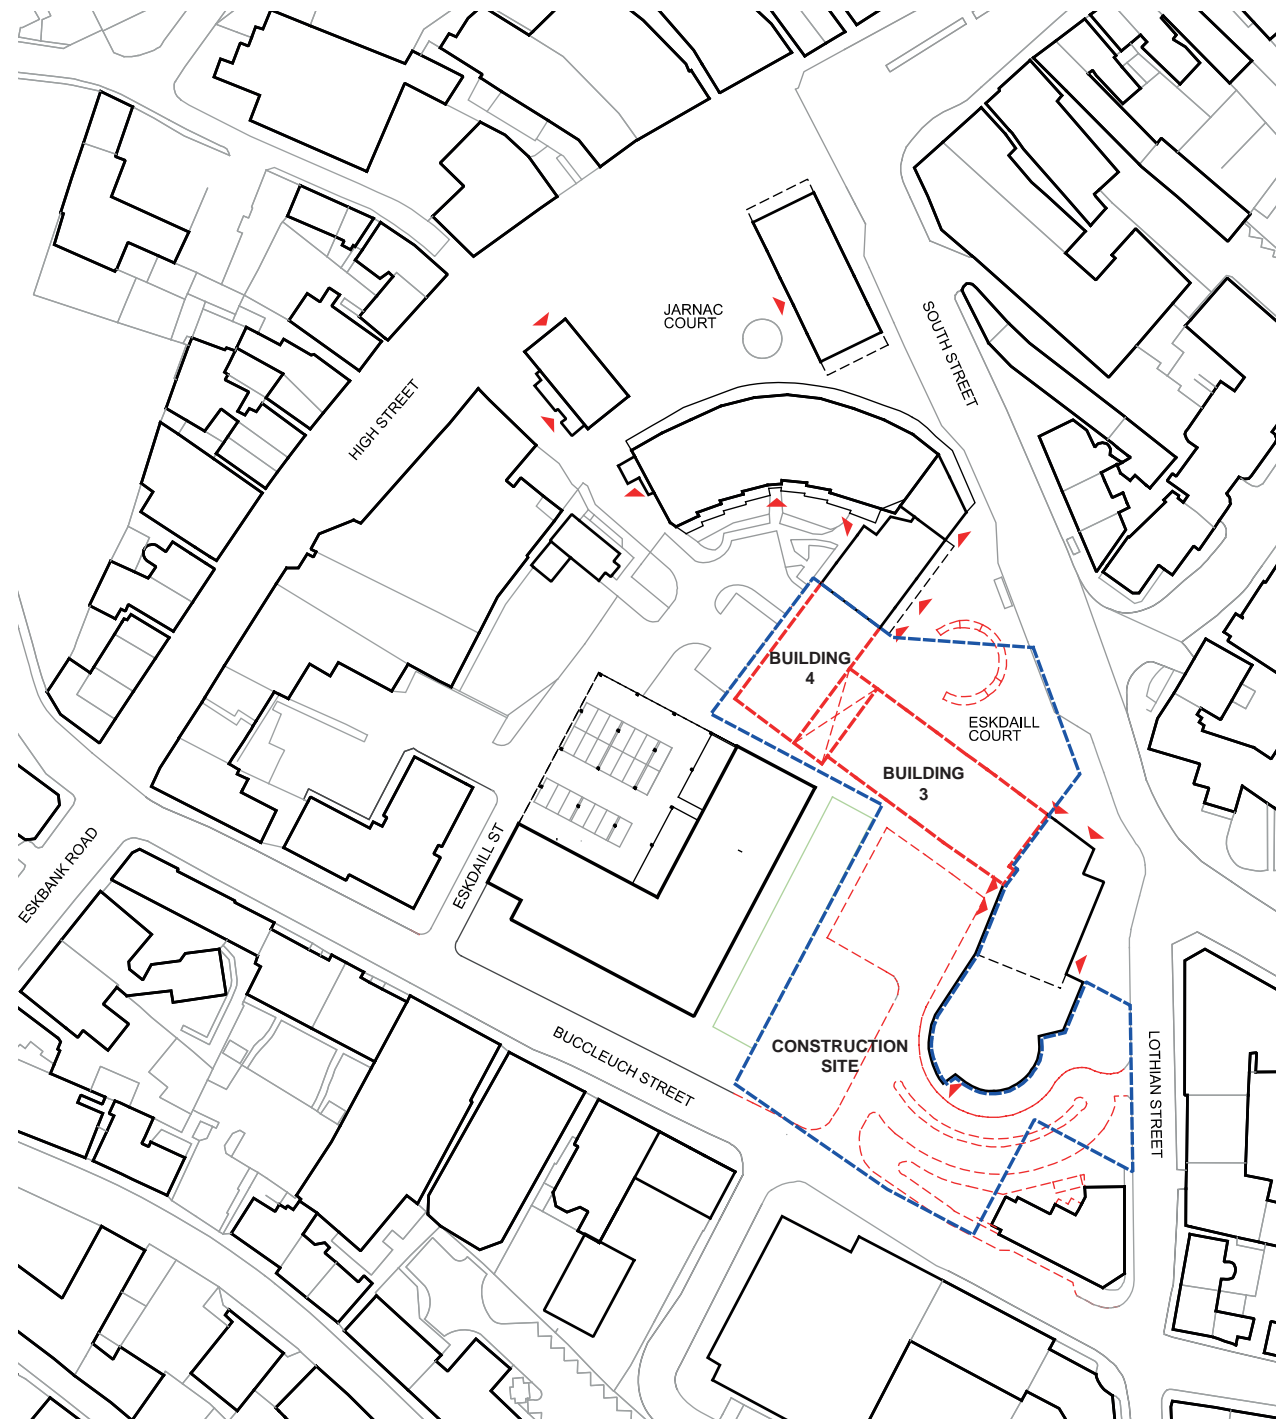 JARNAC
COURT
SOUTH STREET
HIGH STREET
BUILDING
4
ESKDAILL
COURT
BUILDING
3
ESKBANK ROAD
ESKDAILL ST
BUCCLEUCH STREET
CONSTRUCTION
SITE
LOTHIAN STREET